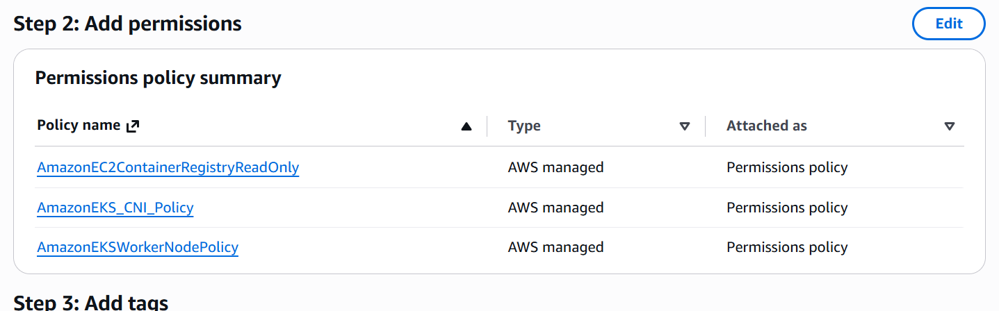 Step 2: Add permissions
Edit
Permissions policy summary
Policy name Type Attached as
AmazonEC2ContainerRegistryReadOnly AWS managed Permissions policy
AmazonEKS_CNI_Policy AWS managed Permissions policy
AmazonEKSWorkerNodePolicy AWS managed Permissions policy
Step 3: Add tags